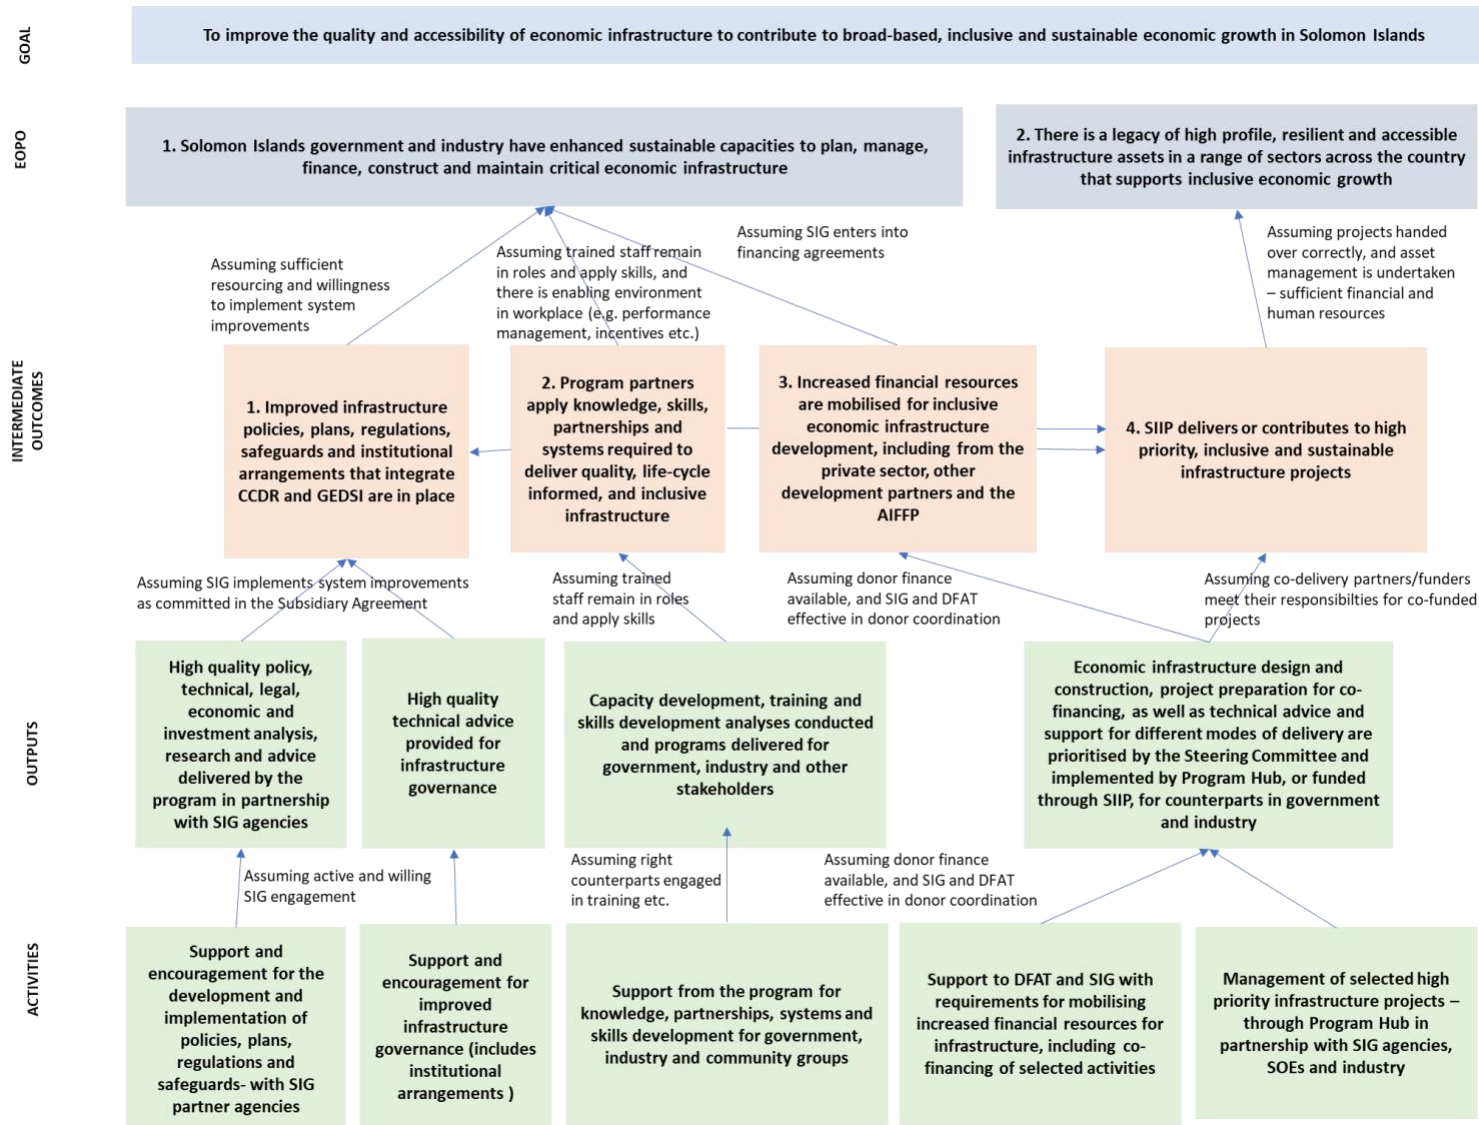 GOAL
To improve the quality and accessibility of economic infrastructure to contribute to broad-based, inclusive and sustainable economic growth in Solomon Islands
EOPO
1. Solomon Islands government and industry have enhanced sustainable capacities to plan, manage,
finance, construct and maintain critical economic infrastructure
2. There is a legacy of high profile, resilient and accessible
infrastructure assets in a range of sectors across the country
that supports inclusive economic growth
Assuming sufficient
resourcing and willingness
to implement system
improvements
Assuming trained staff remain
in roles and apply skills, and
there is enabling environment
in workplace (e.g. performance
management, incentives etc.)
Assuming SIG enters into
financing agreements
Assuming projects handed
over correctly, and asset
management is undertaken
– sufficient financial and
human resources
INTERMEDIATE
OUTCOMES
1. Improved infrastructure
policies, plans, regulations,
safeguards and institutional
arrangements that integrate
CCDR and GEDSI are in place
2. Program partners
apply knowledge, skills,
partnerships and
systems required to
deliver quality, life-cycle
informed, and inclusive
infrastructure
3. Increased financial resources
are mobilised for inclusive
economic infrastructure
development, including from the
private sector, other
development partners and the
AIFFP
4. SIIP delivers or contributes to high
priority, inclusive and sustainable
infrastructure projects
Assuming SIG implements system improvements
as committed in the Subsidiary Agreement
Assuming trained
staff remain in roles
and apply skills
Assuming donor finance
available, and SIG and DFAT
effective in donor coordination
Assuming co-delivery partners/funders
meet their responsibilties for co-funded
projects
OUTPUTS
High quality policy,
technical, legal,
economic and
investment analysis,
research and advice
delivered by the
program in partnership
with SIG agencies
High quality
technical advice
provided for
infrastructure
governance
Capacity development, training and
skills development analyses conducted
and programs delivered for
government, industry and other
stakeholders
Economic infrastructure design and
construction, project preparation for co-
financing, as well as technical advice and
support for different modes of delivery are
prioritised by the Steering Committee and
implemented by Program Hub, or funded
through SIIP, for counterparts in government
and industry
Assuming active and willing
SIG engagement
Assuming right
counterparts engaged
in training etc.
Assuming donor finance
available, and SIG and DFAT
effective in donor coordination
ACTIVITIES
Support and
encouragement for the
development and
implementation of
policies, plans,
regulations and
safeguards- with SIG
partner agencies
Support and
encouragement for
improved
infrastructure
governance (includes
institutional
arrangements )
Support from the program for
knowledge, partnerships, systems and
skills development for government,
industry and community groups
Support to DFAT and SIG with
requirements for mobilising
increased financial resources for
infrastructure, including co-
financing of selected activities
Management of selected high
priority infrastructure projects –
through Program Hub in
partnership with SIG agencies,
SOEs and industry